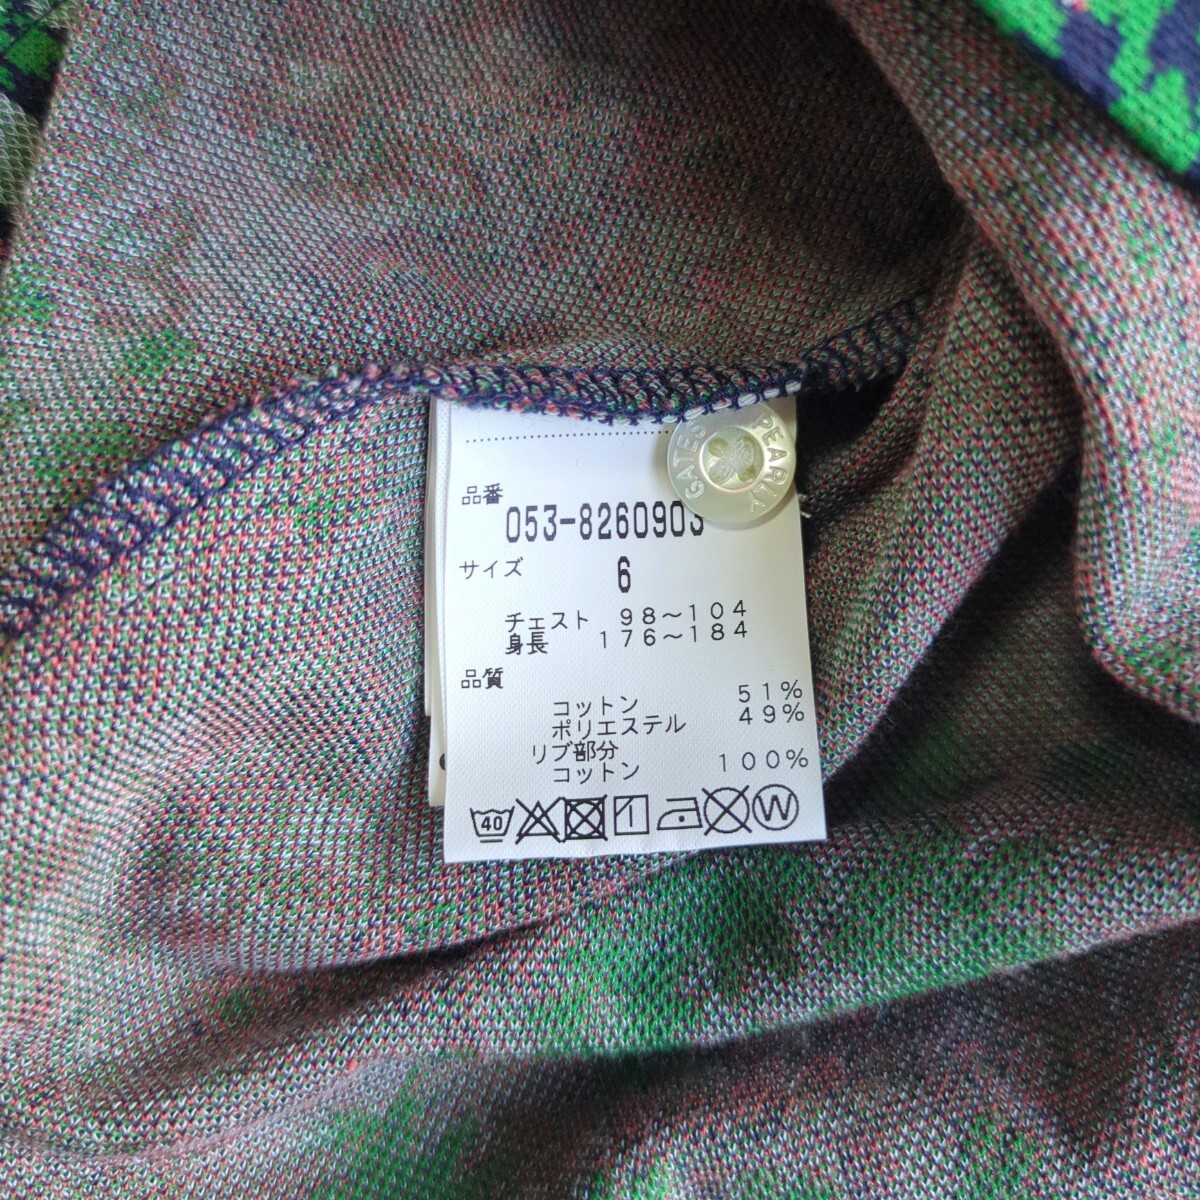 品番
053-8260903
サイズ 6
チェスト 98~104
身長 176~184
品質
コットン 51%
ポリエステル 49%
リブ部分
コットン 100%
40
W
PEARLY GATES